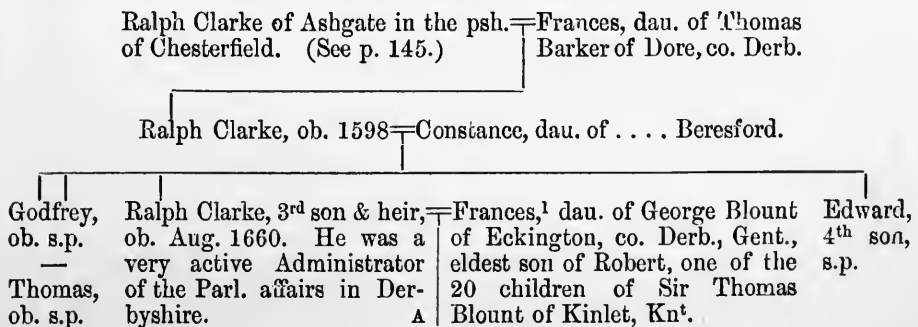 Ralph Clarke of Ashgate in the psh.
of Chesterfield. (See p. 145.)
Frances, dau. of Thomas
Barker of Dore, co. Derb.
Ralph Clarke, ob. 1598
Constance, dau. of .... Beresford.
Godfrey,
ob. s.p.
—
Thomas,
ob. s.p.
Ralph Clarke, 3rd son & heir,
ob. Aug. 1660. He was a
very active Administrator
of the Parl. affairs in Der-
byshire. A
Frances,1 dau. of George Blount
of Eckington, co. Derb., Gent.,
eldest son of Robert, one of the
20 children of Sir Thomas
Blount of Kinlet, Knt.
Edward,
4th son,
s.p.